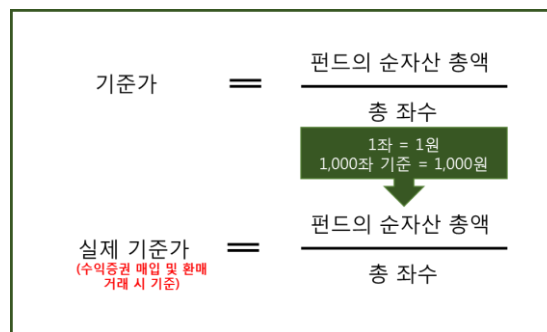 펀드의 순자산 총액
기준가 =
총 좌수
1좌 = 1원
1,000좌 기준 = 1,000원
펀드의 순자산 총액
실제 기준가 =
(수익증권 매입 및 환매
거래 시 기준)
총 좌수